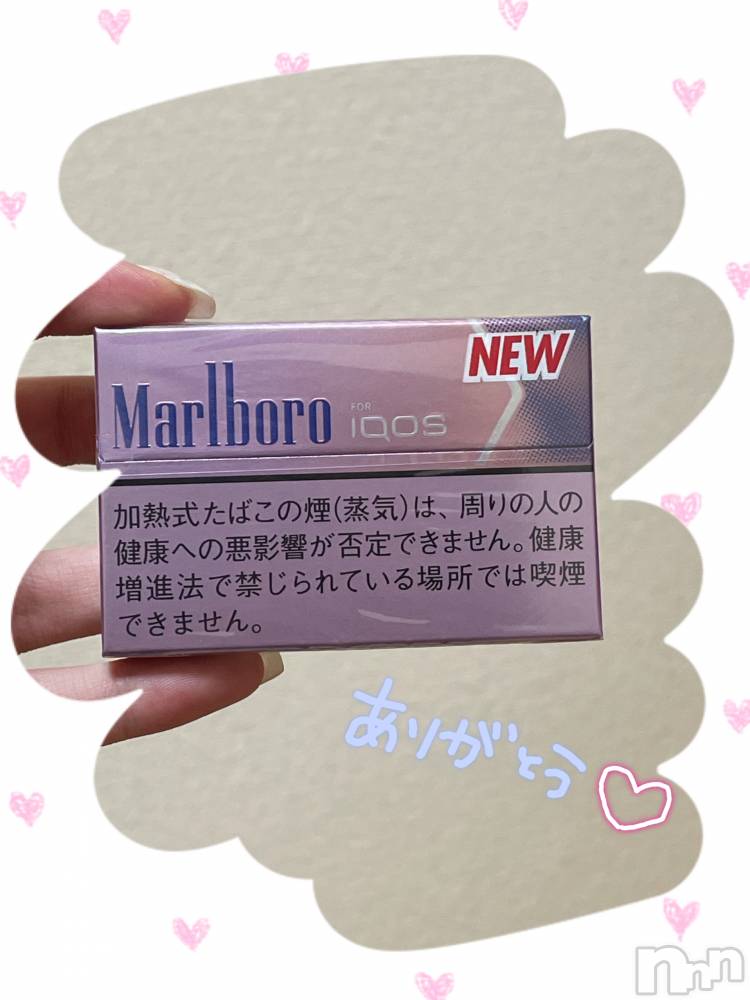 NEW
Marlboro FOR IQOS
加熱式たばこの煙(蒸気)は、周りの人の
健康への悪影響が否定できません。健康
増進法で禁じられている場所では喫煙
できません。
ありがとう
nnn